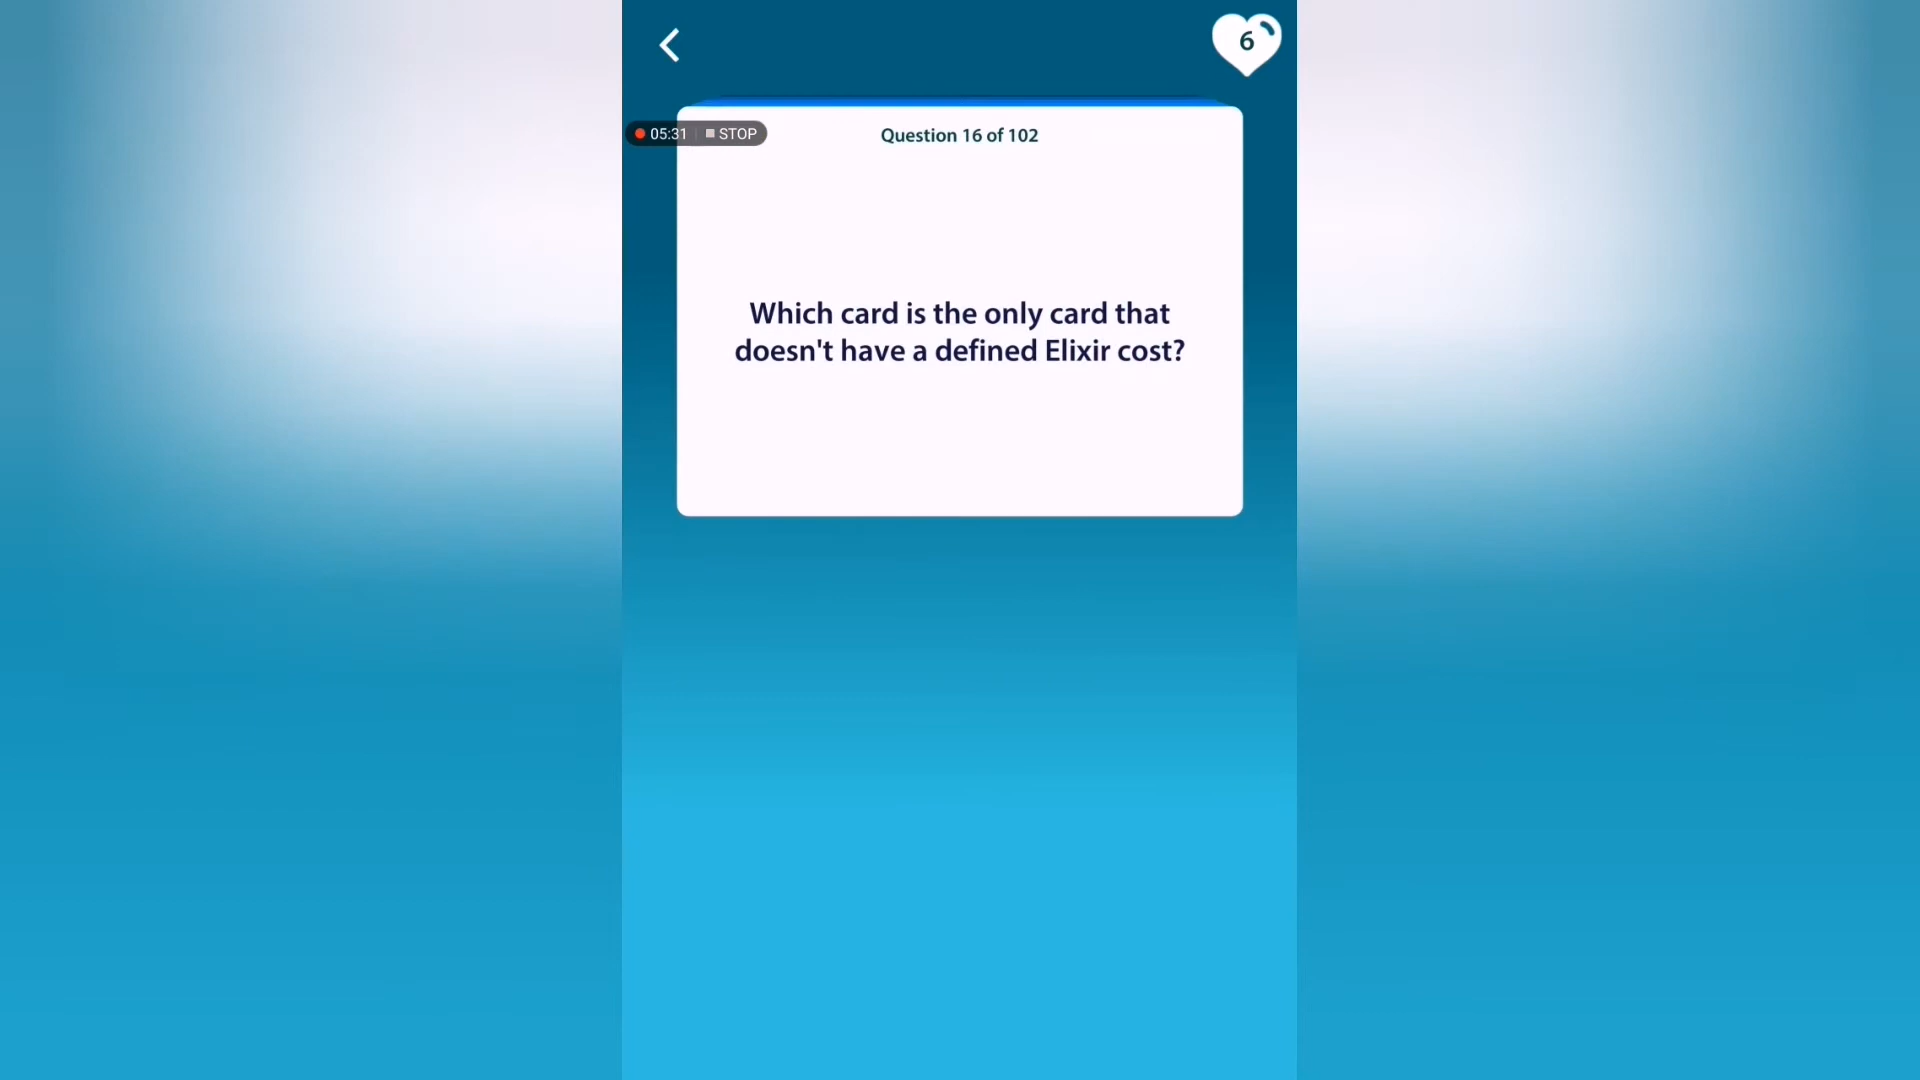 6
05:31 STOP
Question 16 of 102
Which card is the only card that
doesn't have a defined Elixir cost?